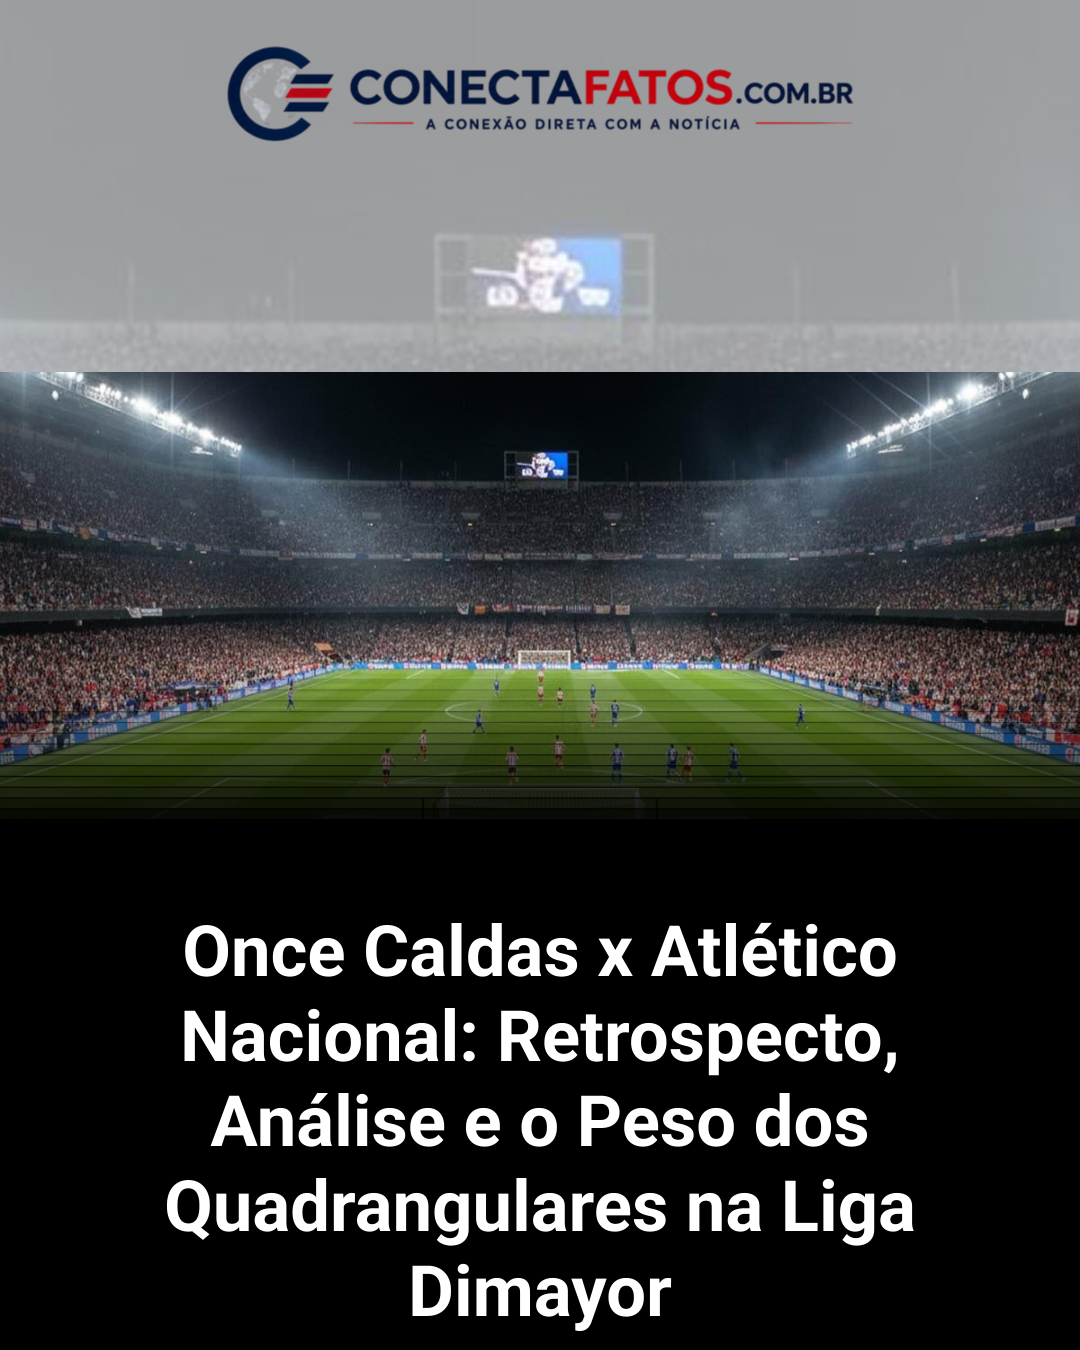 CONECTAFATOS.COM.BR
A CONEXÃO DIRETA COM A NOTÍCIA
Once Caldas x Atlético
Nacional: Retrospecto,
Análise e o Peso dos
Quadrangulares na Liga
Dimayor